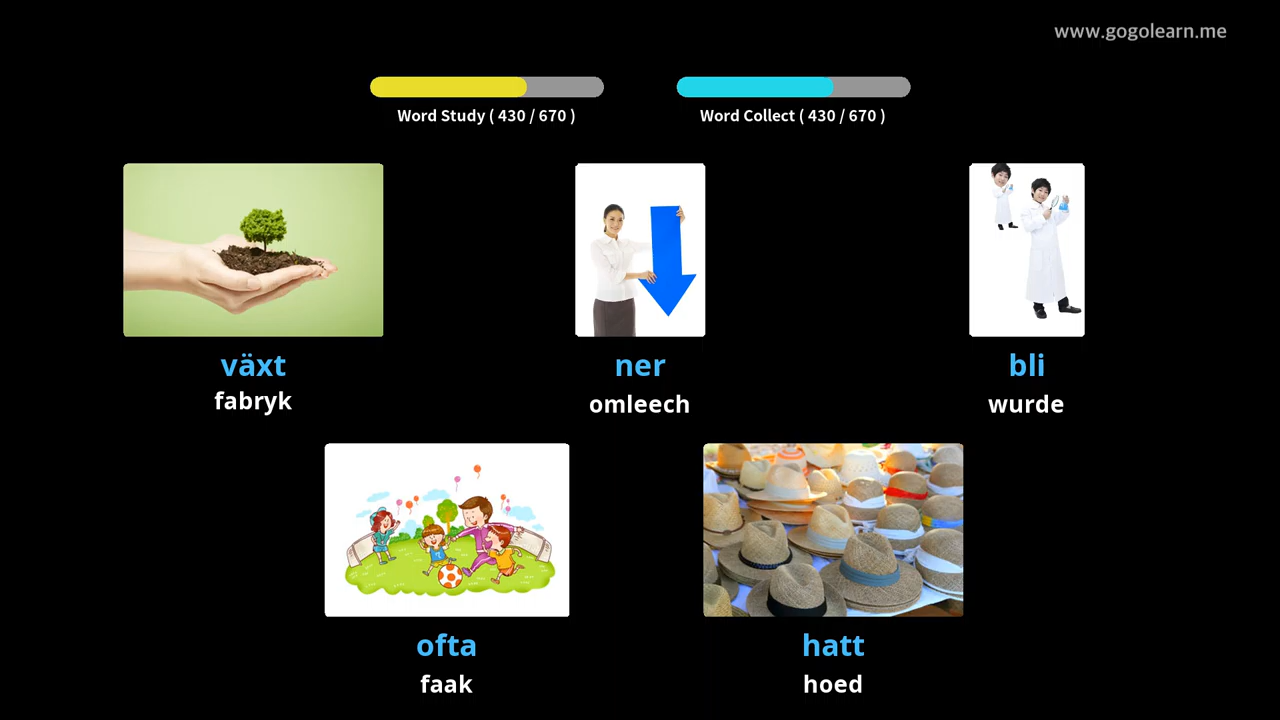 www.gogolearn.me
Word Study ( 430 / 670 )
Word Collect ( 430 / 670 )
växt
fabryk
ner
omleech
bli
wurde
ofta
faak
hatt
hoed